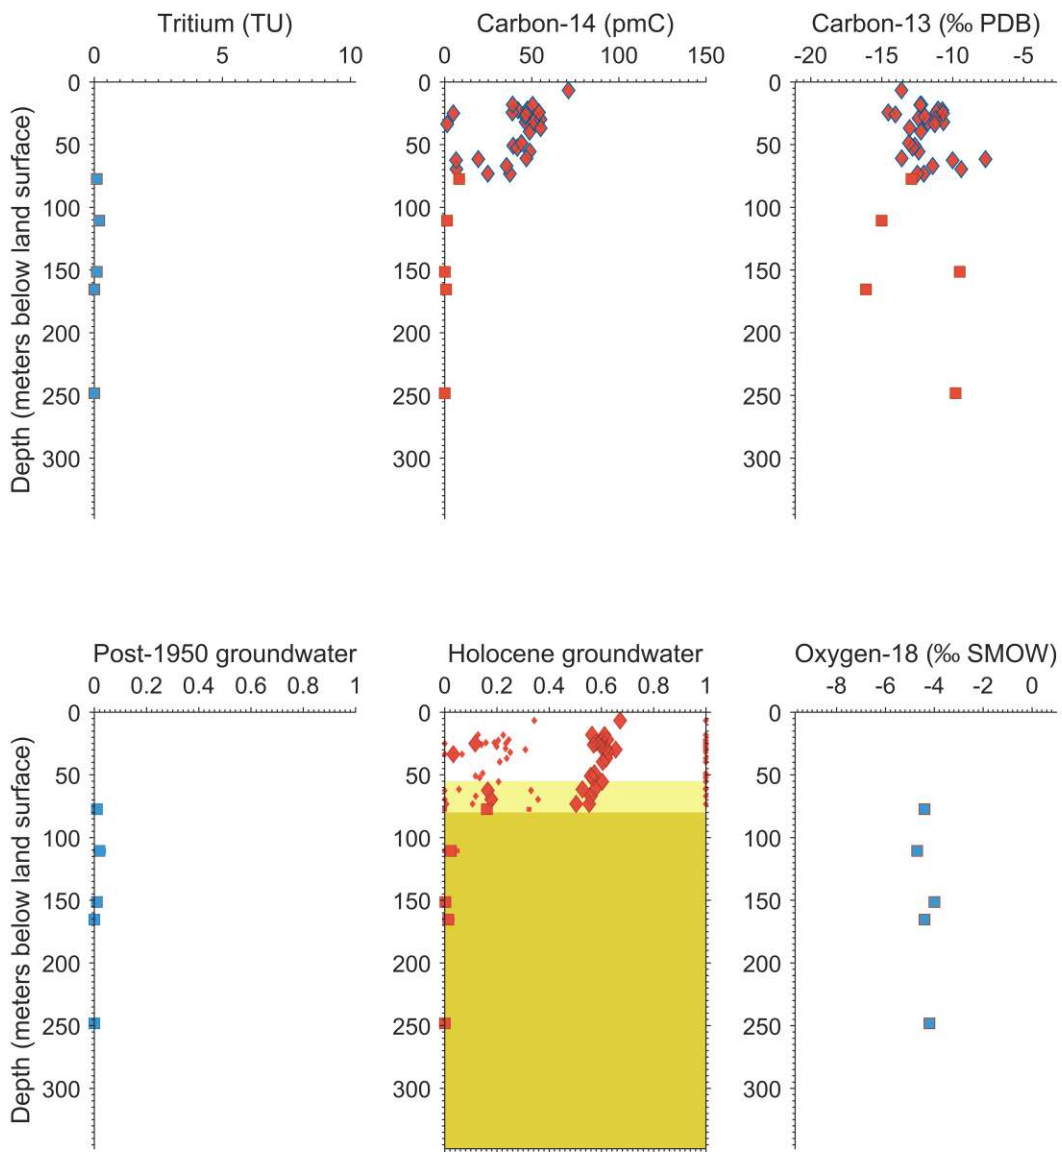 Tritium (TU) Carbon-14 (pmC) Carbon-13 (‰ PDB)
0 5 10 0 50 100 150 -20 -15 -10 -5
Depth (meters below land surface)
0 0 0
50 50 50
100 100 100
150 150 150
200 200 200
250 250 250
300 300 300
Post-1950 groundwater Holocene groundwater Oxygen-18 (‰ SMOW)
0 0.2 0.4 0.6 0.8 1 0 0.2 0.4 0.6 0.8 1 -8 -6 -4 -2 0
Depth (meters below land surface)
0 0 0
50 50 50
100 100 100
150 150 150
200 200 200
250 250 250
300 300 300